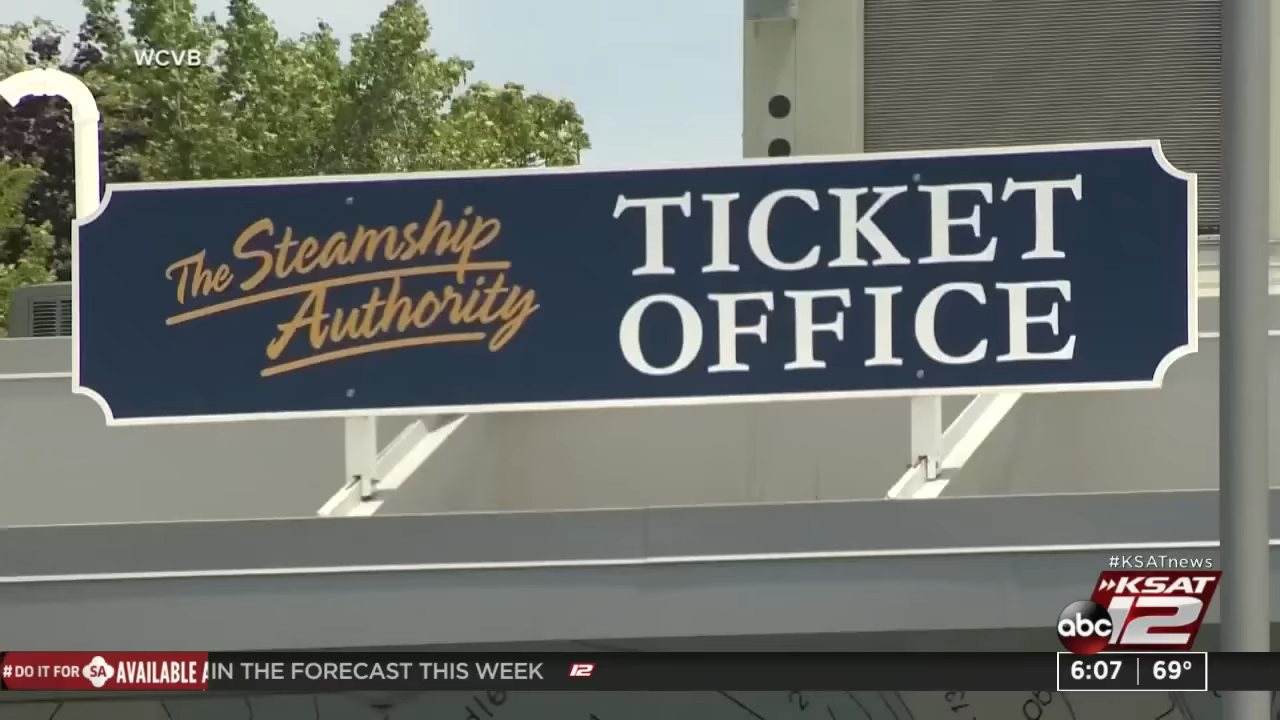 WCVB
The Steamship
Authority
TICKET
OFFICE
#KSATnews
KSAT
abc 12
#DO IT FOR SA AVAILABLE IN THE FORECAST THIS WEEK 12
6:07 69°